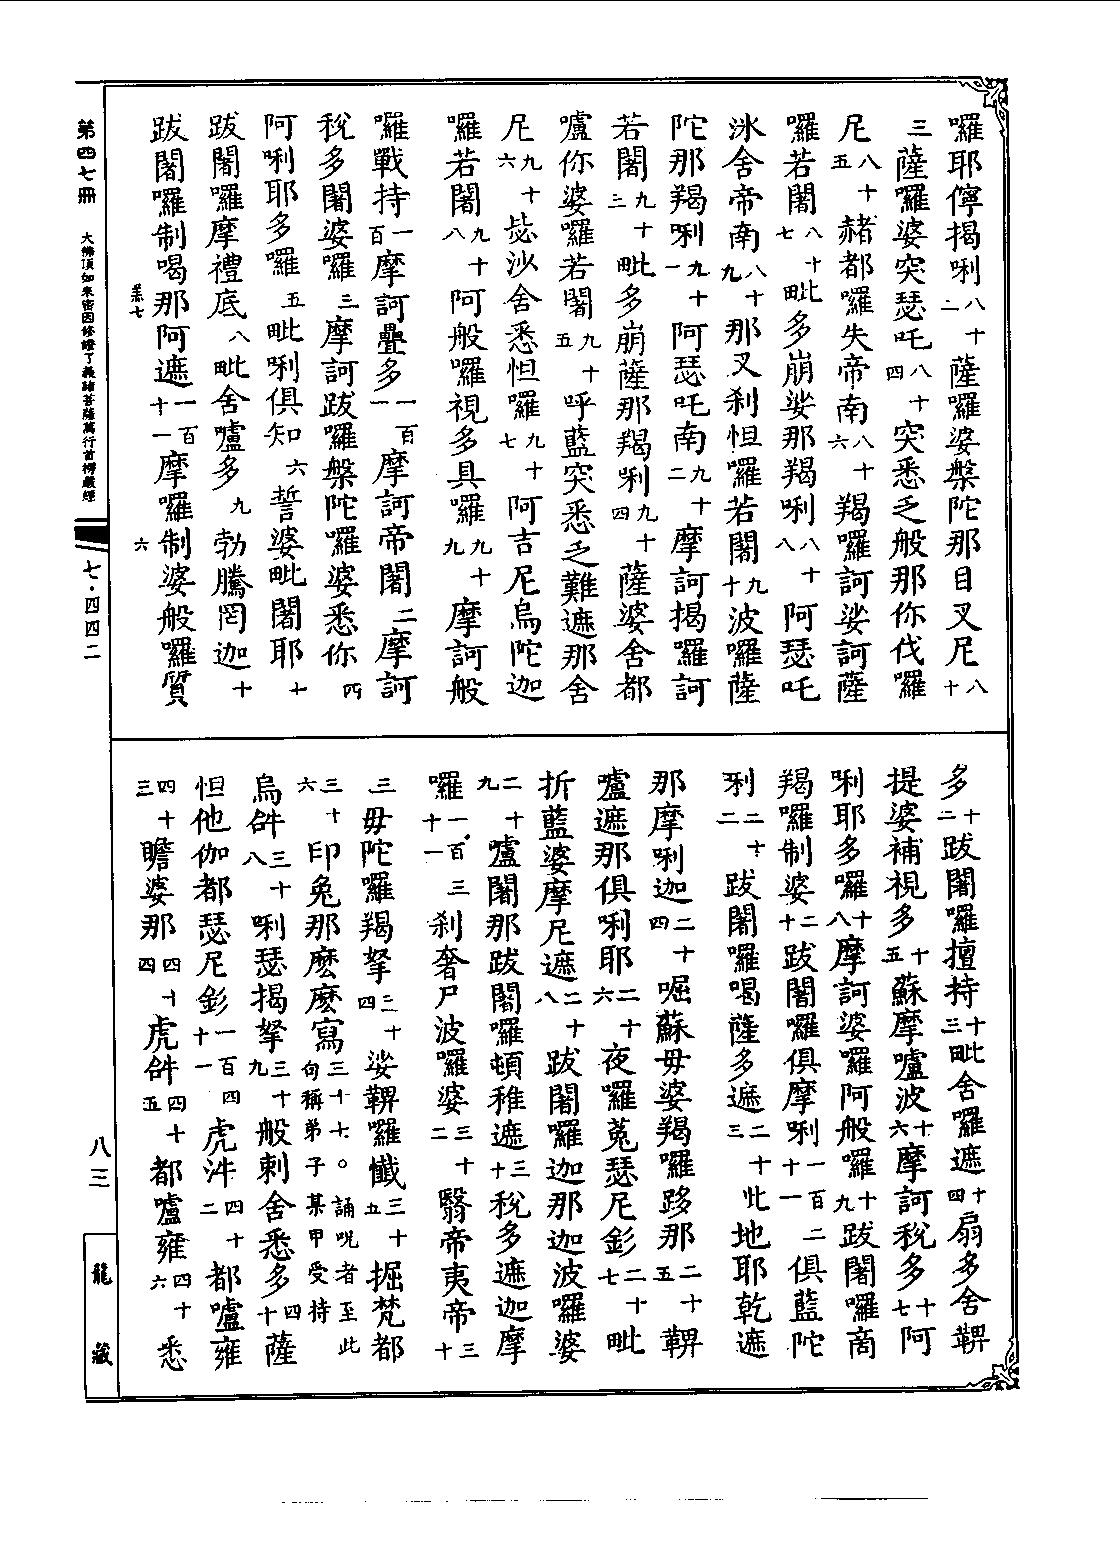 囉耶儜揭唎八十二薩囉婆槃陀那目叉尼八十
三薩囉婆突瑟吒八十四突悉乏般那你伐囉
尼八十五赭都囉失帝南八十六羯囉訶娑訶薩
囉若闍八十七毗多崩娑那羯唎八十八阿瑟吒
冰舍帝南八十九那叉刹怛囉若闍九十波囉薩
陀那羯唎九十一阿瑟吒南九十二摩訶揭囉訶
若闍九十三毗多崩薩那羯唎九十四薩婆舍都
嚧你婆囉若闍九十五呼藍突悉乏難遮那舍
尼九十六毖沙舍悉怛囉九十七阿吉尼烏陀迦
囉若闍九十八阿般囉視多具囉九十九摩訶般
囉戰持一百摩訶疊多一百一摩訶帝闍二摩訶
稅多闍婆囉三摩訶跋囉槃陀囉婆悉你四
阿唎耶多囉五毗唎俱知六誓婆毗闍耶七
跋闍囉摩禮底八毗舍嚧多九勃騰罔迦十
跋闍囉制喝那阿遮一百十一摩囉制婆般囉質
多十二跋闍囉擅持十三毗舍囉遮十四扇多舍鞞
提婆補視多十五蘇摩嚧波十六摩訶稅多十七阿
唎耶多囉十八摩訶婆囉阿般囉十九跋闍囉商
羯囉制婆二十跋闍囉俱摩唎一百二十一俱藍陀
唎二十二跋闍囉喝薩多遮二十三毗地耶乾遮
那摩唎迦二十四啒蘇毋婆羯囉跢那二十五鞞
嚧遮那俱唎耶二十六夜囉菟瑟尼釤二十七毗
折藍婆摩尼遮二十八跋闍囉迦那迦波囉婆
二十九嚧闍那跋闍囉頓稚遮三十稅多遮迦摩
囉一百三十一刹奢尸波囉婆三十二翳帝夷帝三十
三毋陀囉羯拏三十四娑鞞囉懺三十五掘梵都
三十六印兔那麼麼寫三十七。誦呪者至此句稱弟子某甲受持
烏𤙖三十八唎瑟揭拏三十九般剌舍悉多四十薩
怛他伽都瑟尼釤一百四十一虎𤙖四十二都嚧雍
四十三瞻婆那四十四虎𤙖四十五都嚧雍四十六悉
第四七冊
大佛頂如來密因修證了義諸菩薩萬行首楞嚴經
卷七
六
七·四四二
八三
龍藏